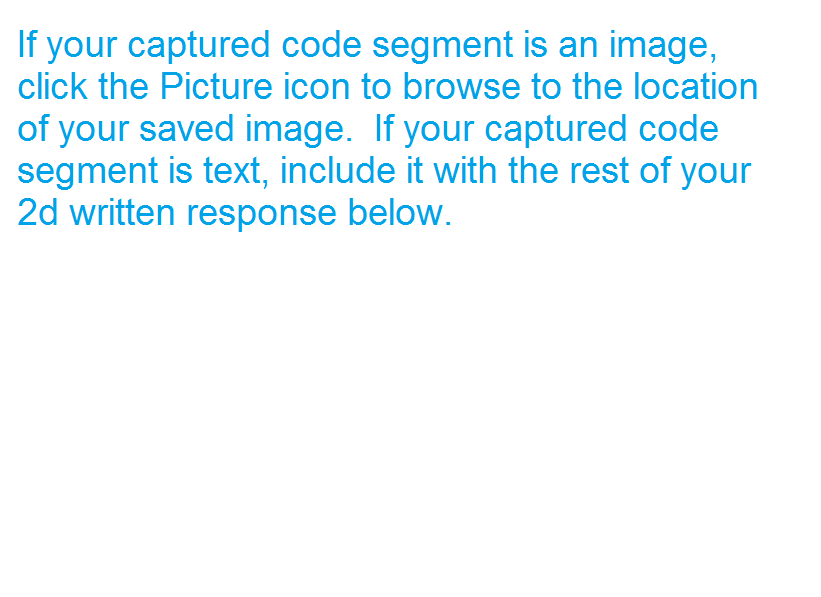 If your captured code segment is an image,
click the Picture icon to browse to the location
of your saved image.  If your captured code
segment is text, include it with the rest of your
2d written response below.